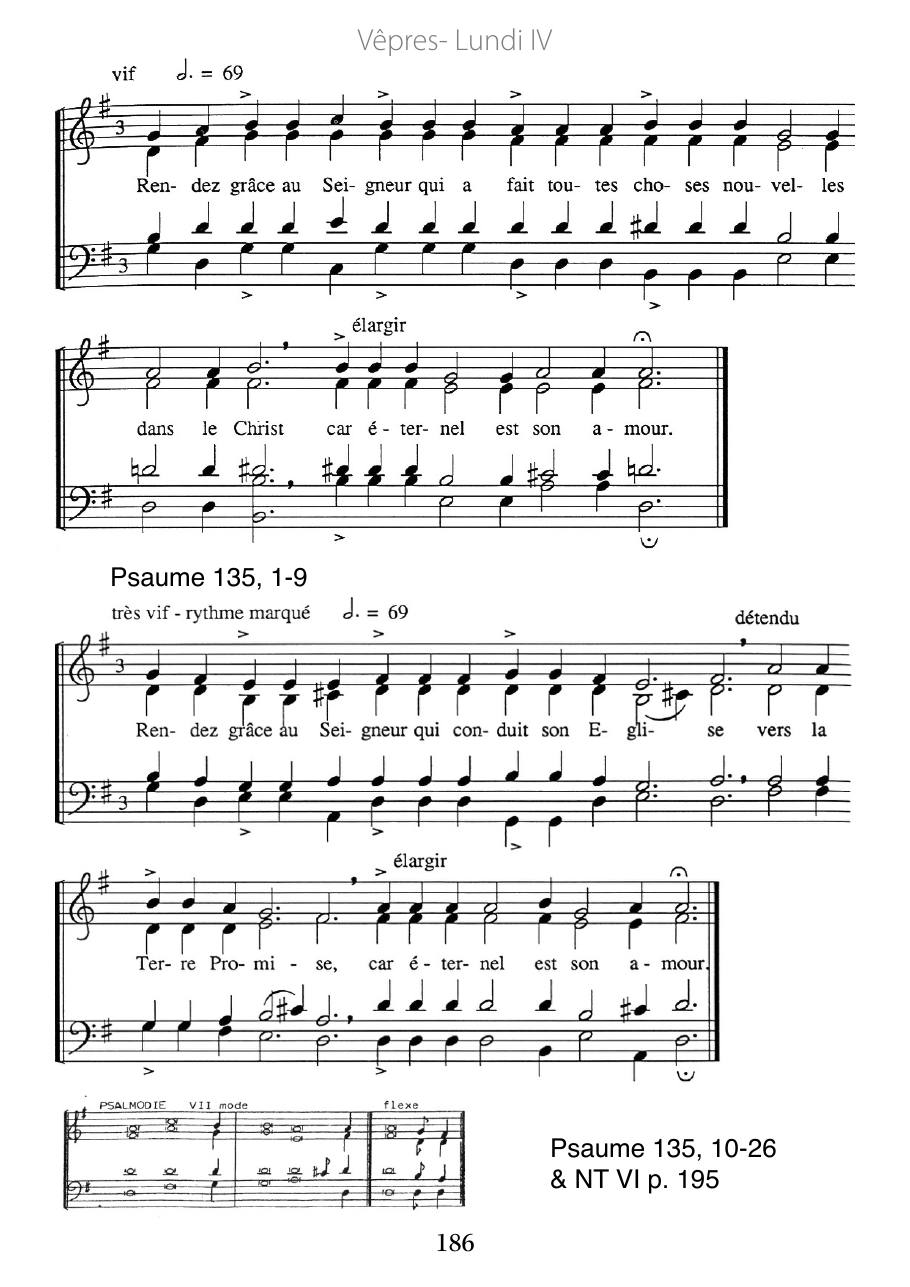 Vêpres- Lundi IV
vif 𝅗𝅥. = 69
Ren- dez grâce au Sei- gneur qui a fait tou- tes cho- ses nou- vel- les
élargir
dans le Christ car é - ter- nel est son a - mour.
Psaume 135, 1-9
très vif - rythme marqué 𝅗𝅥. = 69
détendu
Ren- dez grâce au Sei- gneur qui con- duit son E- gli- se vers la
élargir
Ter- re Pro- mi - se, car é - ter- nel est son a - mour.
PSALMODIE VII mode flexe
Psaume 135, 10-26
& NT VI p. 195
186